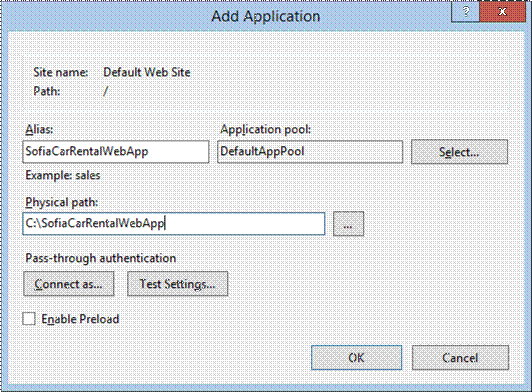 Add Application
? x
Site name: Default Web Site
Path: /
Alias: Application pool:
SofiaCarRentalWebApp DefaultAppPool Select...
Example: sales
Physical path:
C:\SofiaCarRentalWebApp ...
Pass-through authentication
Connect as... Test Settings...
Enable Preload
OK Cancel